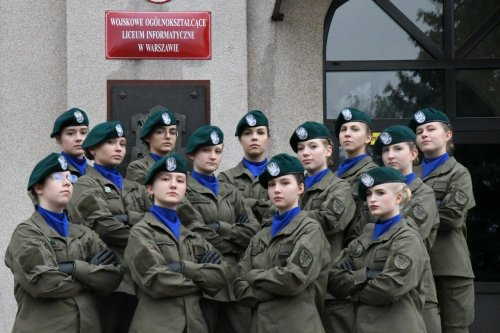 WOJSKOWE OGÓLNOKSZTAŁCĄCE
LICEUM INFORMATYCZNE
W WARSZAWIE